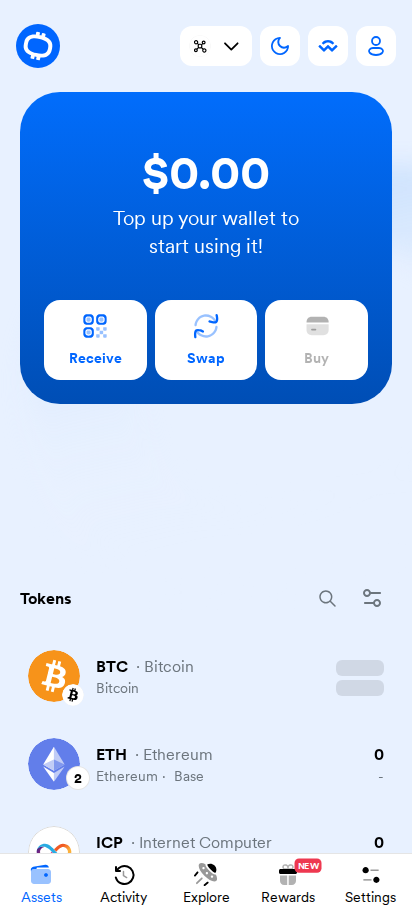 $0.00
Top up your wallet to
start using it!
Receive
Swap
Buy
Tokens
BTC · Bitcoin
Bitcoin
ETH · Ethereum 0
2 Ethereum · Base -
ICP · Internet Computer 0
NEW
Assets
Activity
Explore
Rewards
Settings